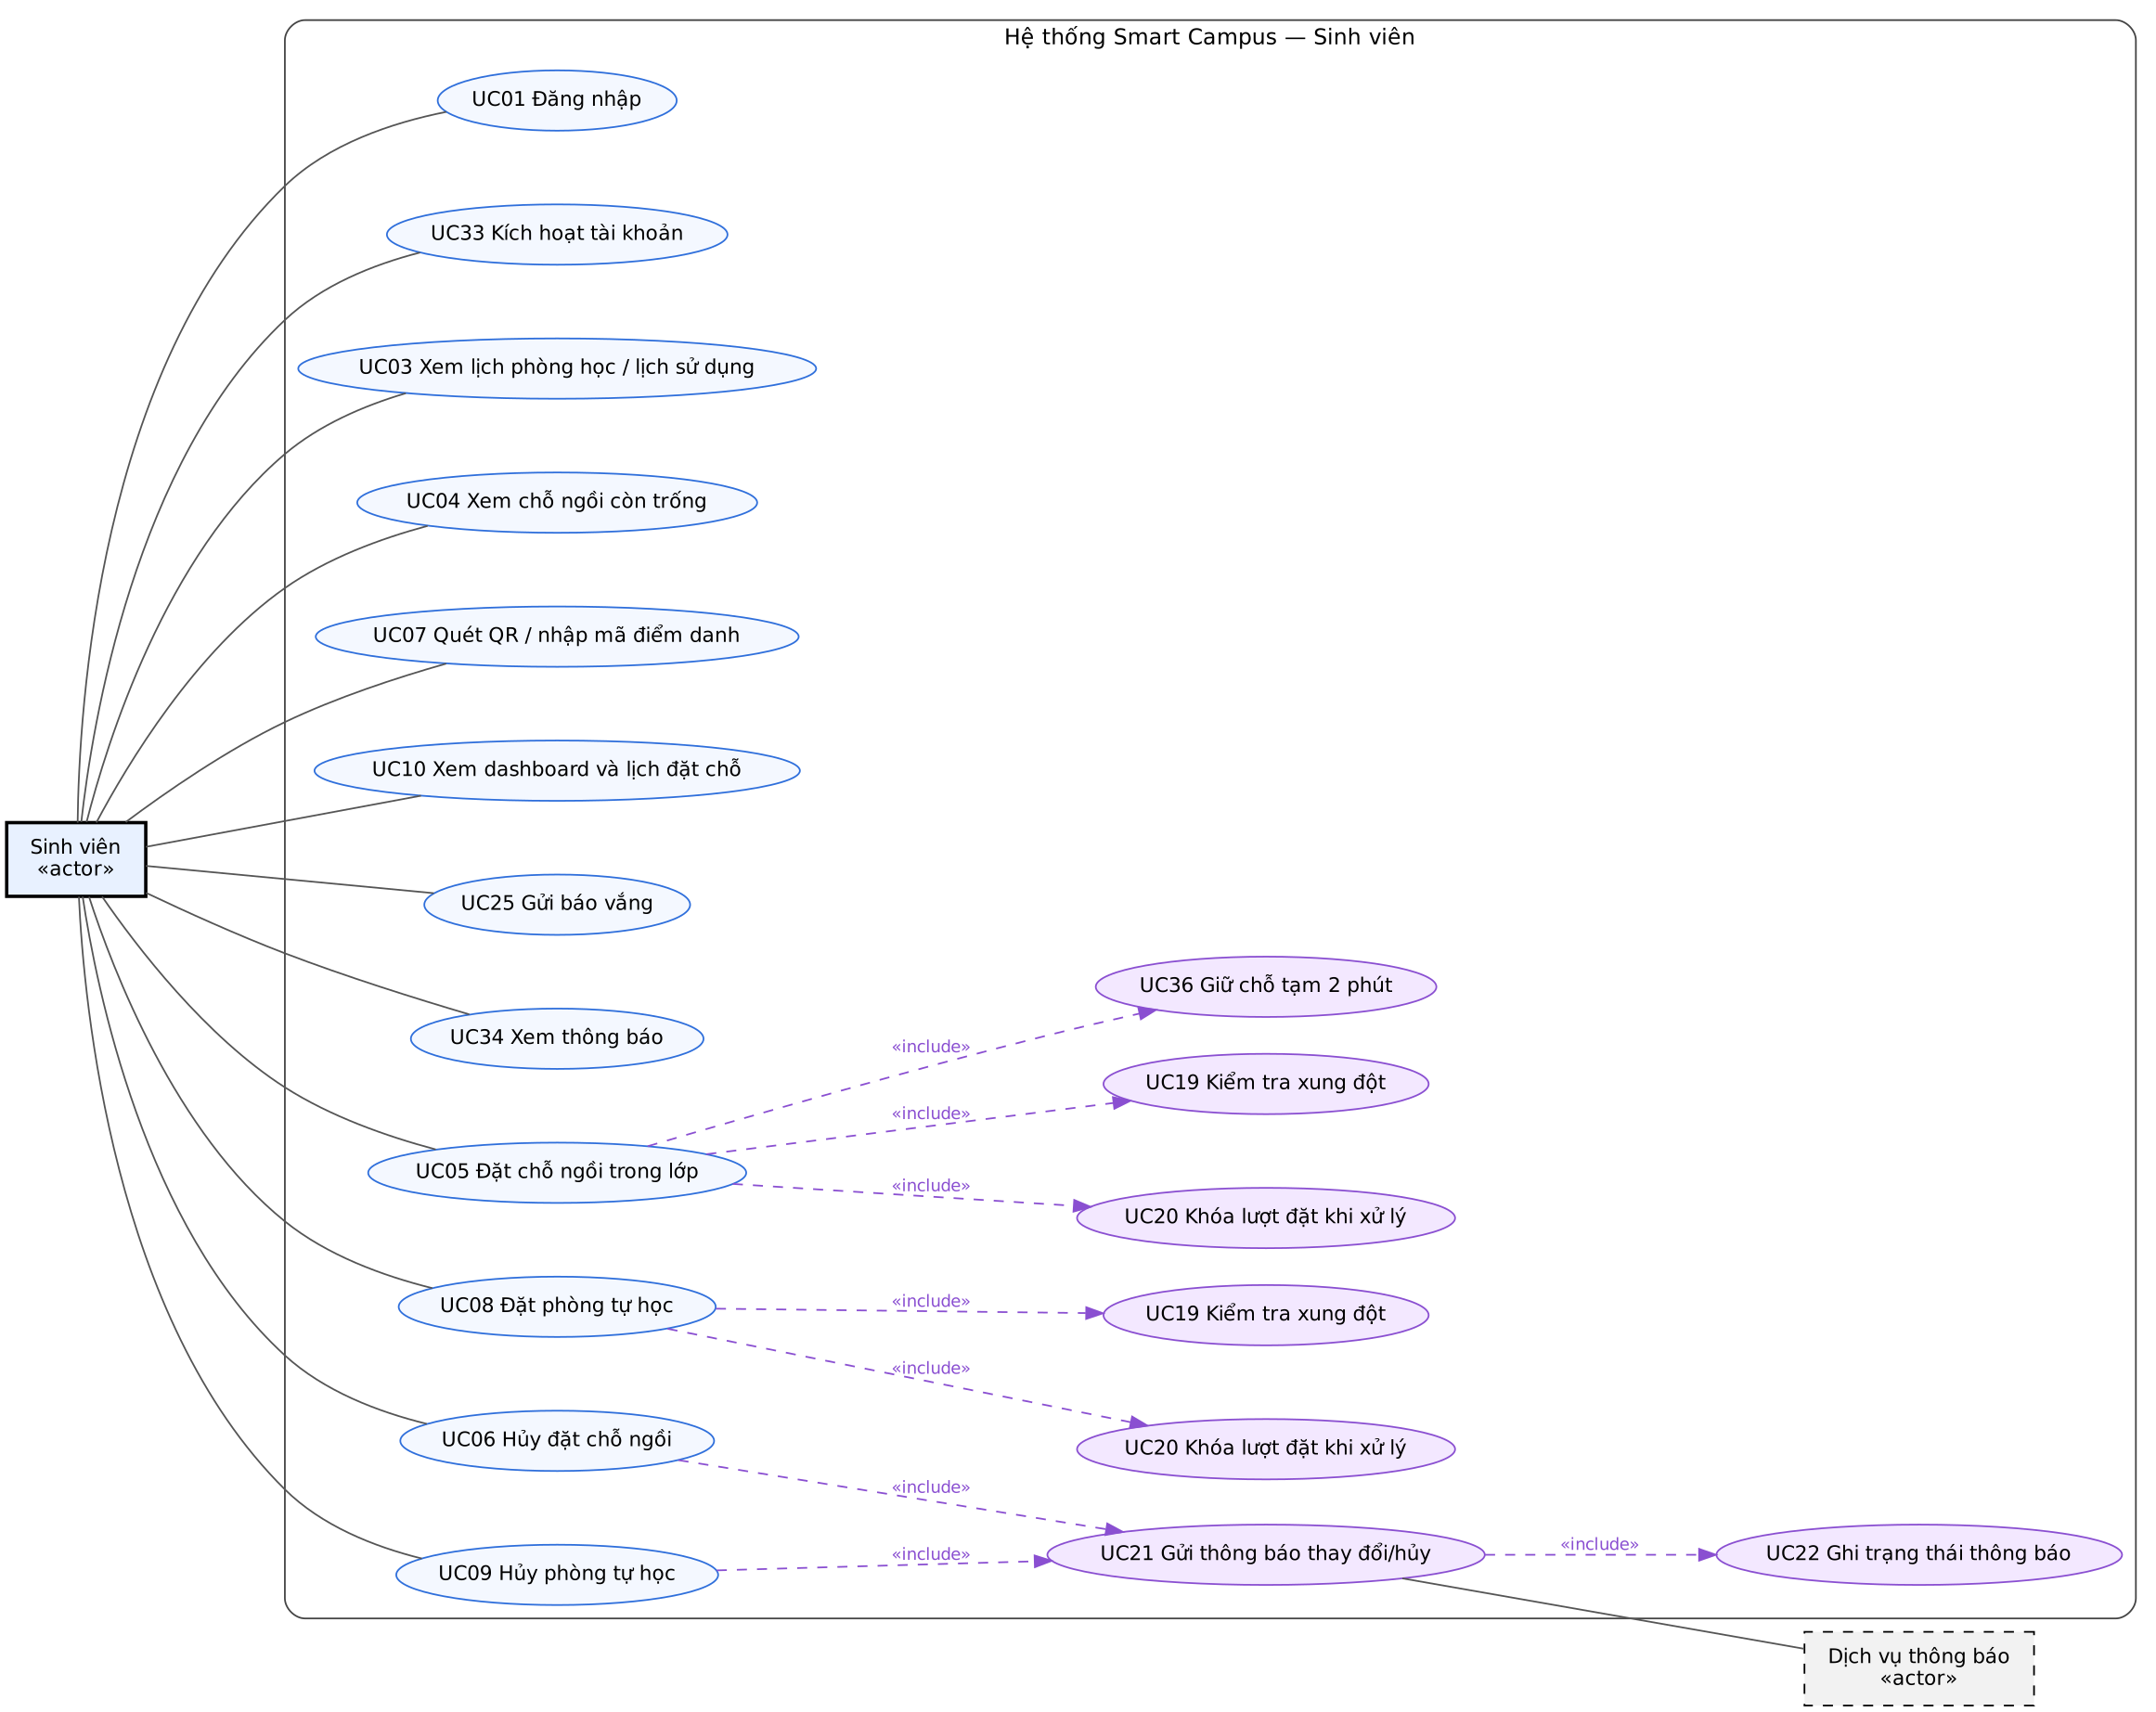 Hệ thống Smart Campus — Sinh viên
UC01 Đăng nhập
UC33 Kích hoạt tài khoản
UC03 Xem lịch phòng học / lịch sử dụng
UC04 Xem chỗ ngồi còn trống
UC07 Quét QR / nhập mã điểm danh
UC10 Xem dashboard và lịch đặt chỗ
Sinh viên
«actor»
UC25 Gửi báo vắng
UC34 Xem thông báo
UC36 Giữ chỗ tạm 2 phút
«include»
UC19 Kiểm tra xung đột
«include»
UC05 Đặt chỗ ngồi trong lớp
«include»
UC20 Khóa lượt đặt khi xử lý
UC08 Đặt phòng tự học
«include»
UC19 Kiểm tra xung đột
«include»
UC20 Khóa lượt đặt khi xử lý
UC06 Hủy đặt chỗ ngồi
«include»
UC09 Hủy phòng tự học
«include»
UC21 Gửi thông báo thay đổi/hủy
«include»
UC22 Ghi trạng thái thông báo
Dịch vụ thông báo
«actor»